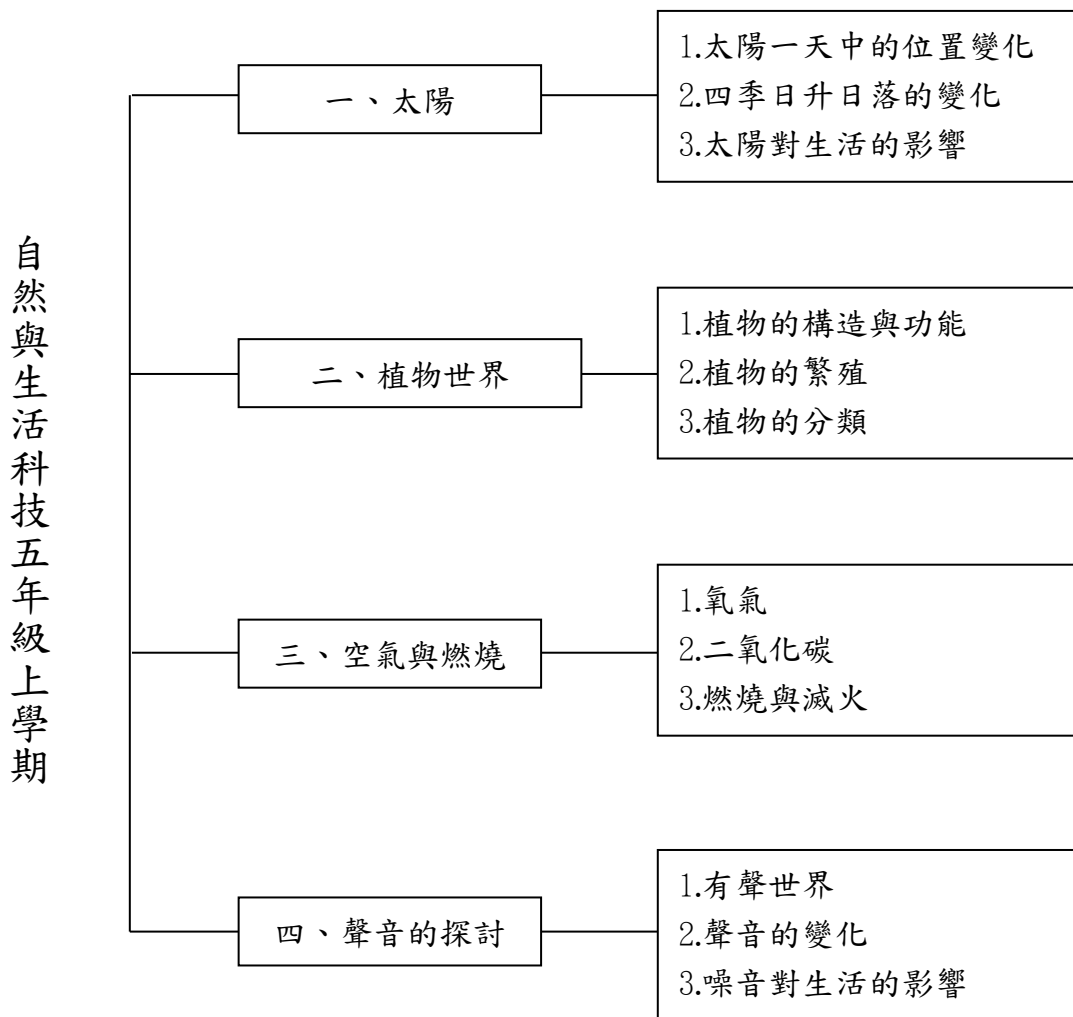 自然與生活科技五年級上學期
一、太陽
1.太陽一天中的位置變化
2.四季日升日落的變化
3.太陽對生活的影響
二、植物世界
1.植物的構造與功能
2.植物的繁殖
3.植物的分類
三、空氣與燃燒
1.氧氣
2.二氧化碳
3.燃燒與滅火
四、聲音的探討
1.有聲世界
2.聲音的變化
3.噪音對生活的影響